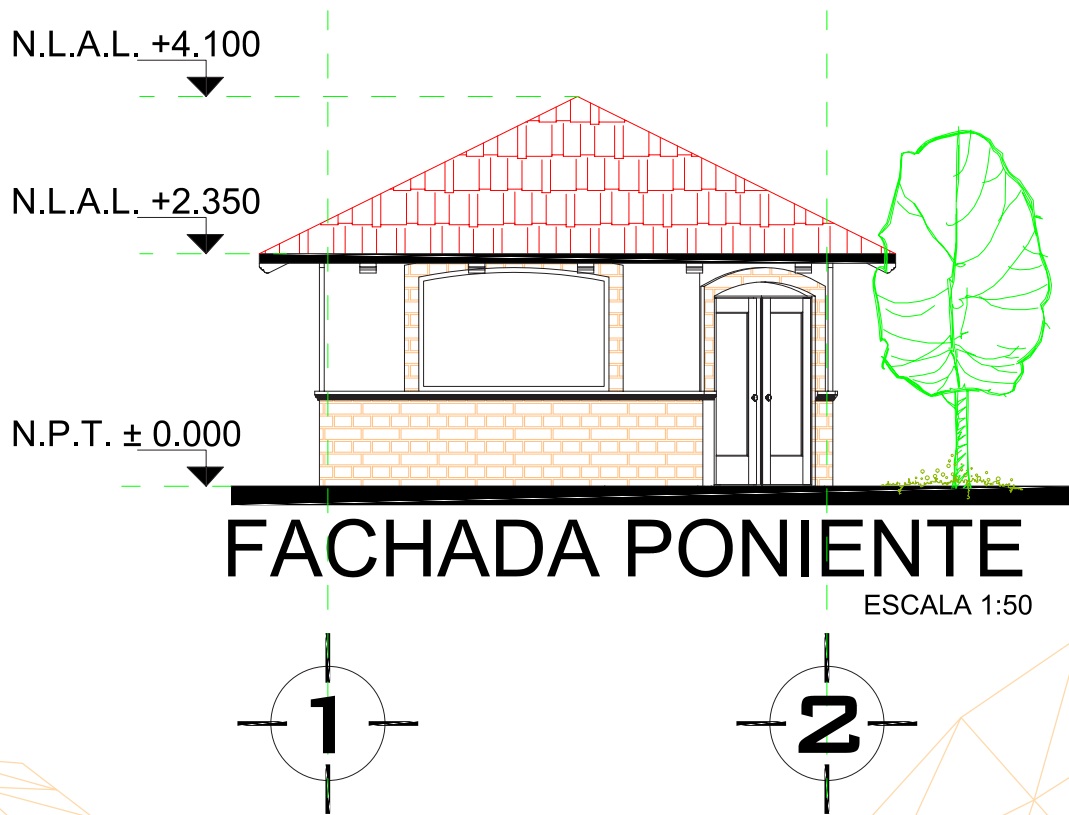 N.L.A.L. +4.100
N.L.A.L. +2.350
N.P.T. ± 0.000
FACHADA PONIENTE
ESCALA 1:50
1
2